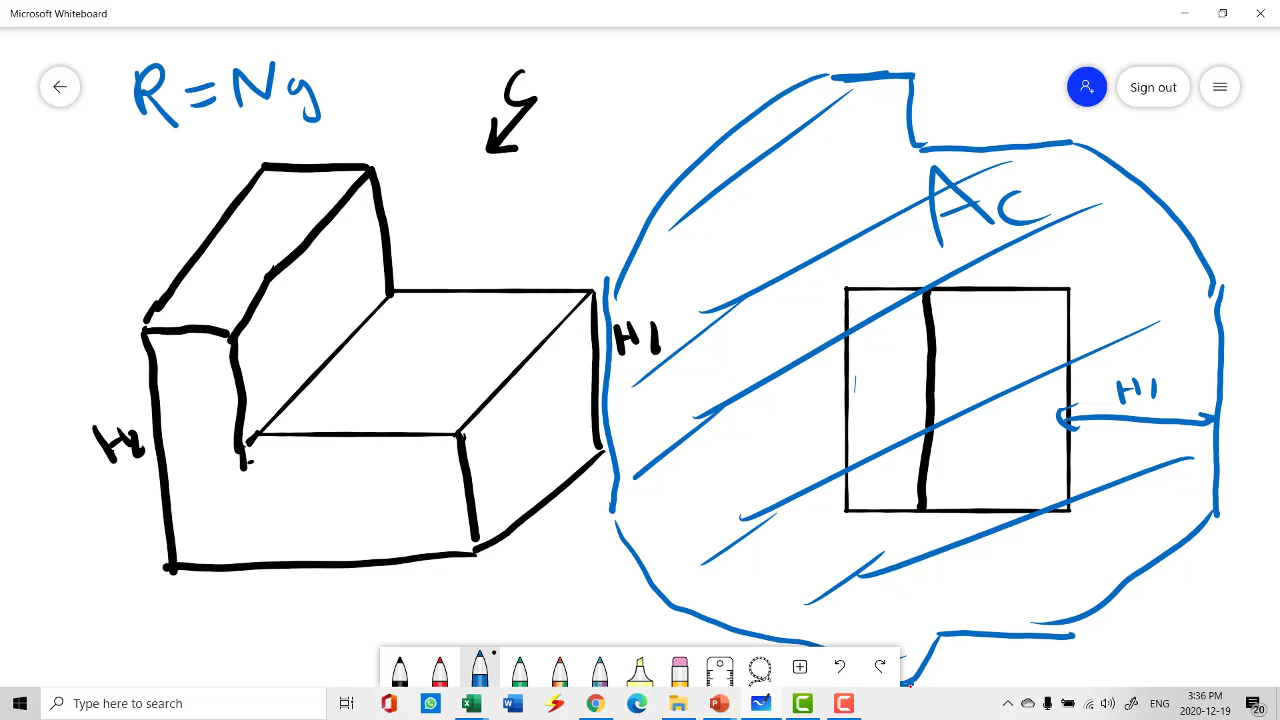 Microsoft Whiteboard
R = Ng
Sign out
Ac
H1
H1
H2
Type here to search
ENG
3:36 PM
2020-12-19
20